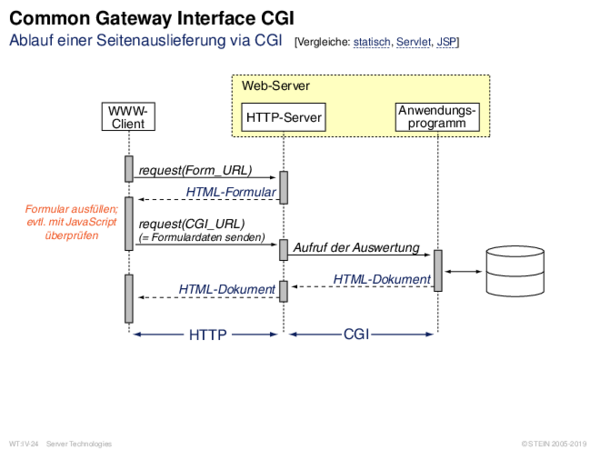 Common Gateway Interface CGI
Ablauf einer Seitenauslieferung via CGI [Vergleiche: statisch, Servlet, JSP]
Web-Server
WWW-
Client
HTTP-Server
Anwendungs-
programm
request(Form_URL)
HTML-Formular
Formular ausfüllen;
evtl. mit JavaScript
überprüfen
request(CGI_URL)
(= Formulardaten senden)
Aufruf der Auswertung
HTML-Dokument
HTML-Dokument
HTTP
CGI
WT:IV-24 Server Technologies
© STEIN 2005-2019